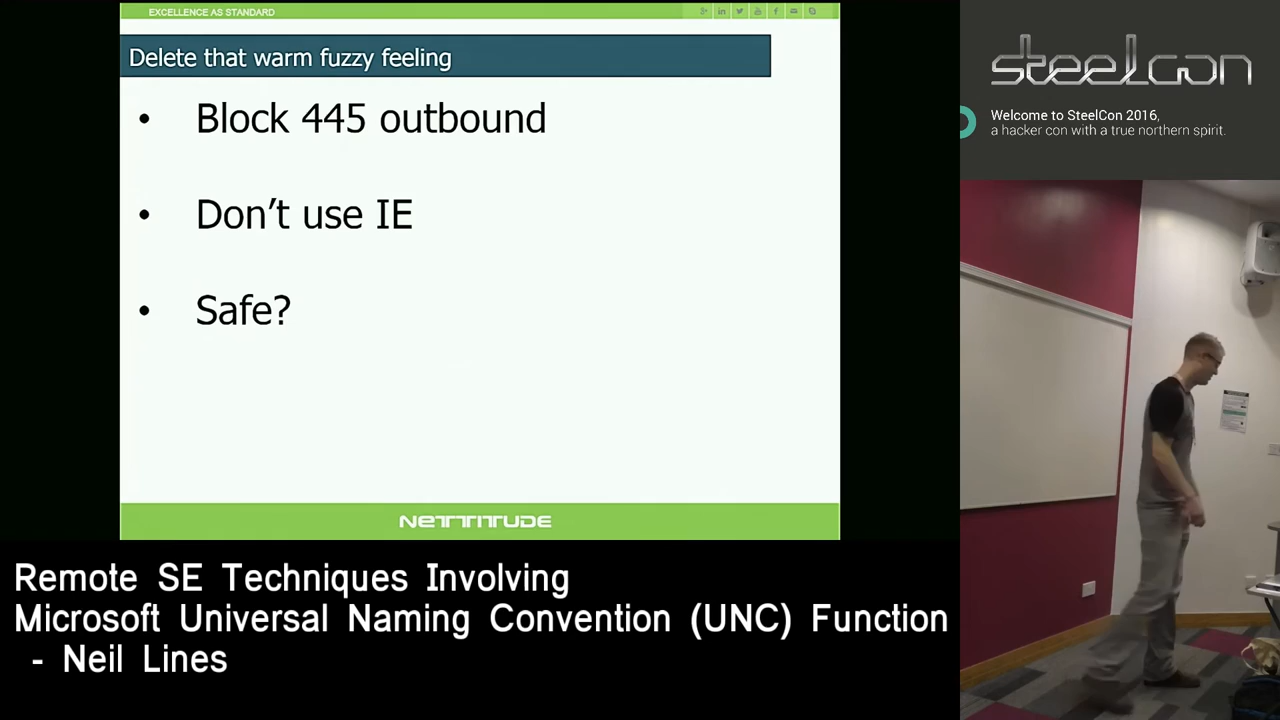 EXCELLENCE AS STANDARD
Delete that warm fuzzy feeling
• Block 445 outbound
• Don’t use IE
• Safe?
NETTITUDE
steelcon
Welcome to SteelCon 2016,
a hacker con with a true northern spirit.
Remote SE Techniques Involving
Microsoft Universal Naming Convention (UNC) Function
- Neil Lines